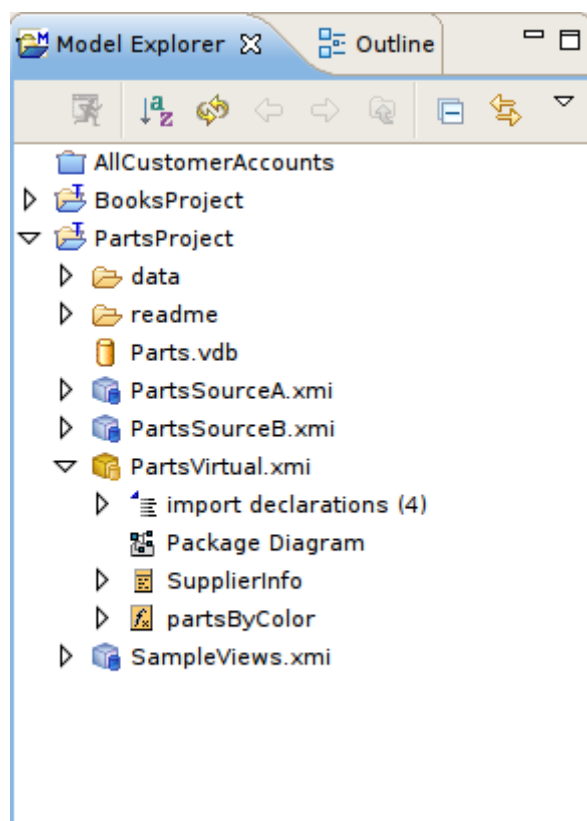 Model Explorer Outline
AllCustomerAccounts
BooksProject
PartsProject
data
readme
Parts.vdb
PartsSourceA.xmi
PartsSourceB.xmi
PartsVirtual.xmi
import declarations (4)
Package Diagram
SupplierInfo
partsByColor
SampleViews.xmi